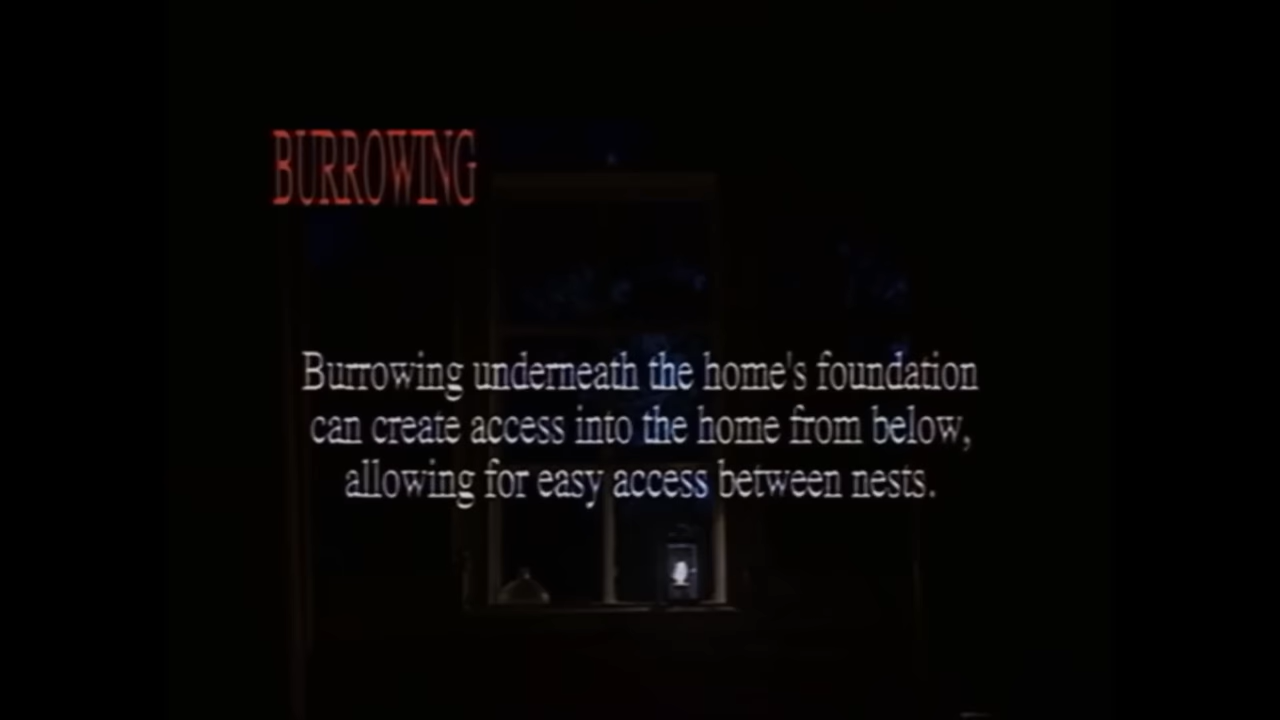 BURROWING
Burrowing underneath the home's foundation
can create access into the home from below,
allowing for easy access between nests.